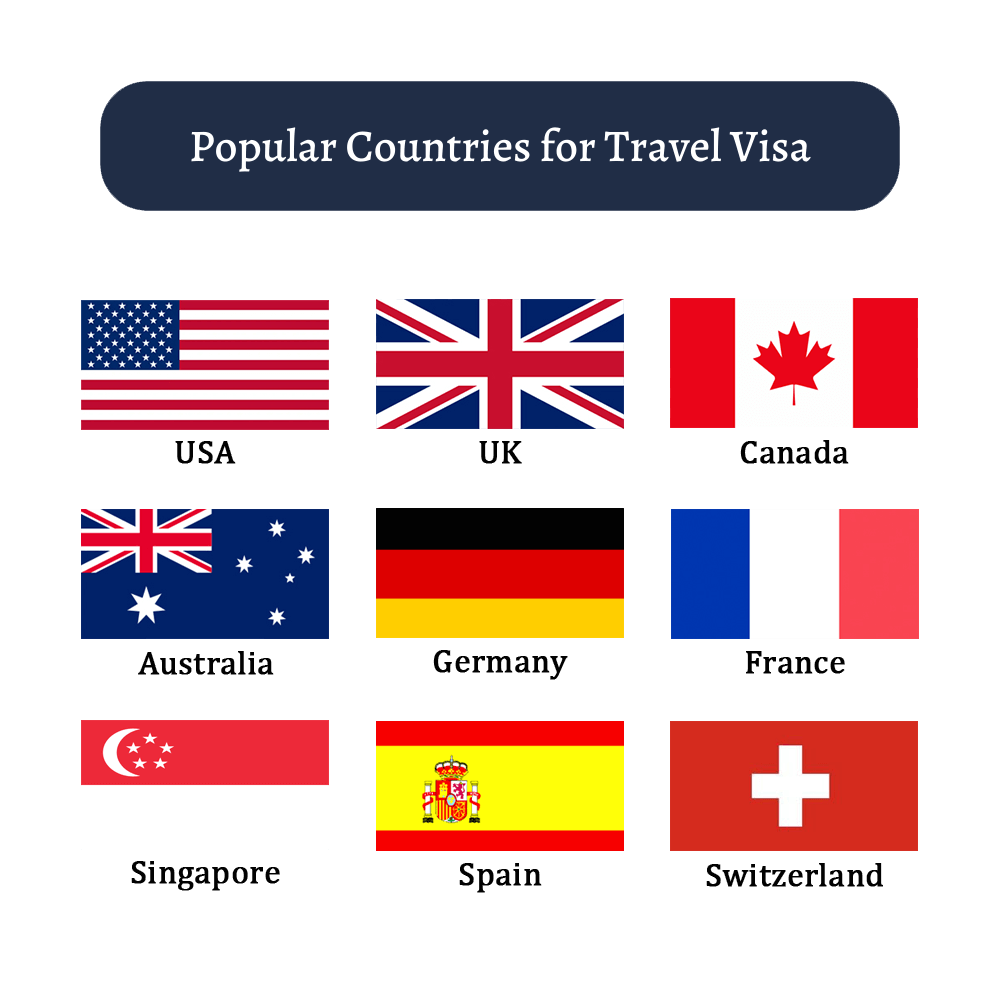 Popular Countries for Travel Visa
USA
UK
Canada
Australia
Germany
France
Singapore
Spain
Switzerland